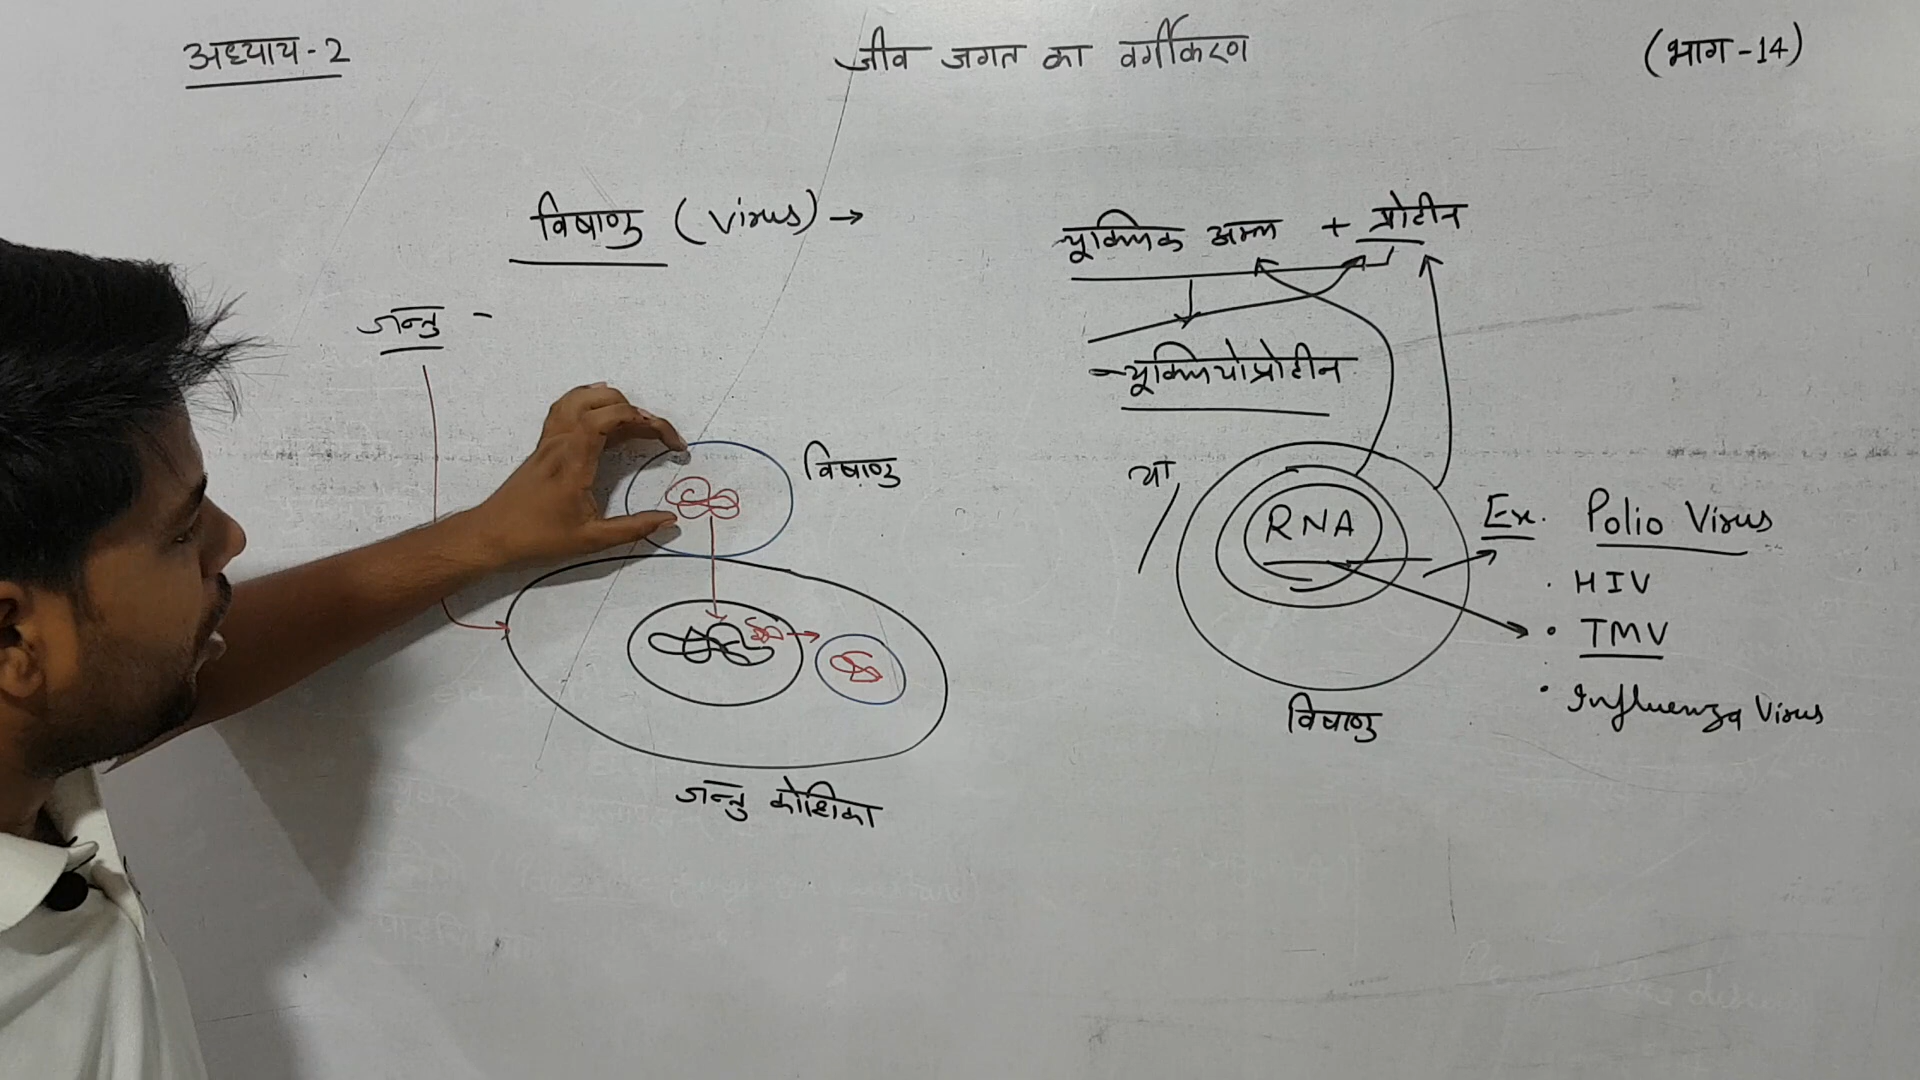 अध्याय-2
जीव जगत का वर्गीकरण
(भाग-14)
विषाणु (Virus) →
न्यूक्लिक अम्ल + प्रोटीन
जन्तु -
न्यूक्लियोप्रोटीन
विषाणु
या
RNA
Ex. Polio Virus
. HIV
• TMV
• Influenza Virus
विषाणु
जन्तु कोशिका